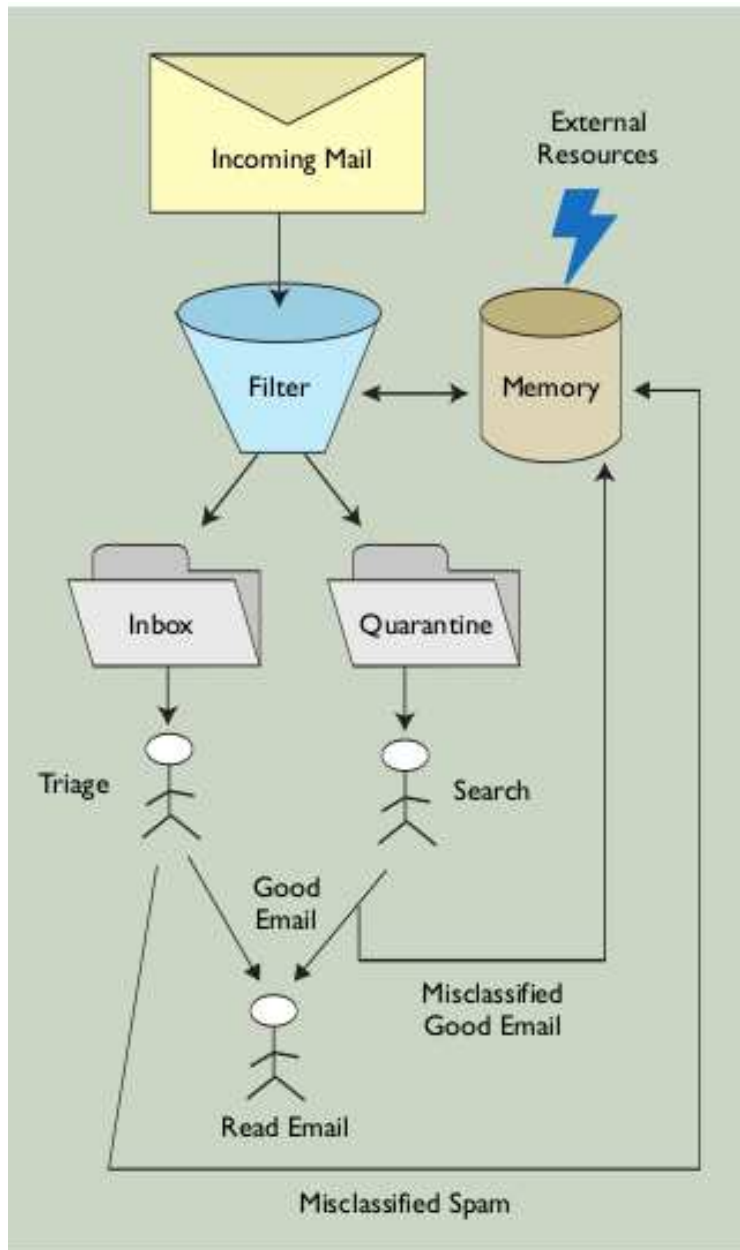 Incoming Mail
External
Resources
Filter
Memory
Inbox
Quarantine
Triage
Search
Good
Email
Misclassified
Good Email
Read Email
Misclassified Spam